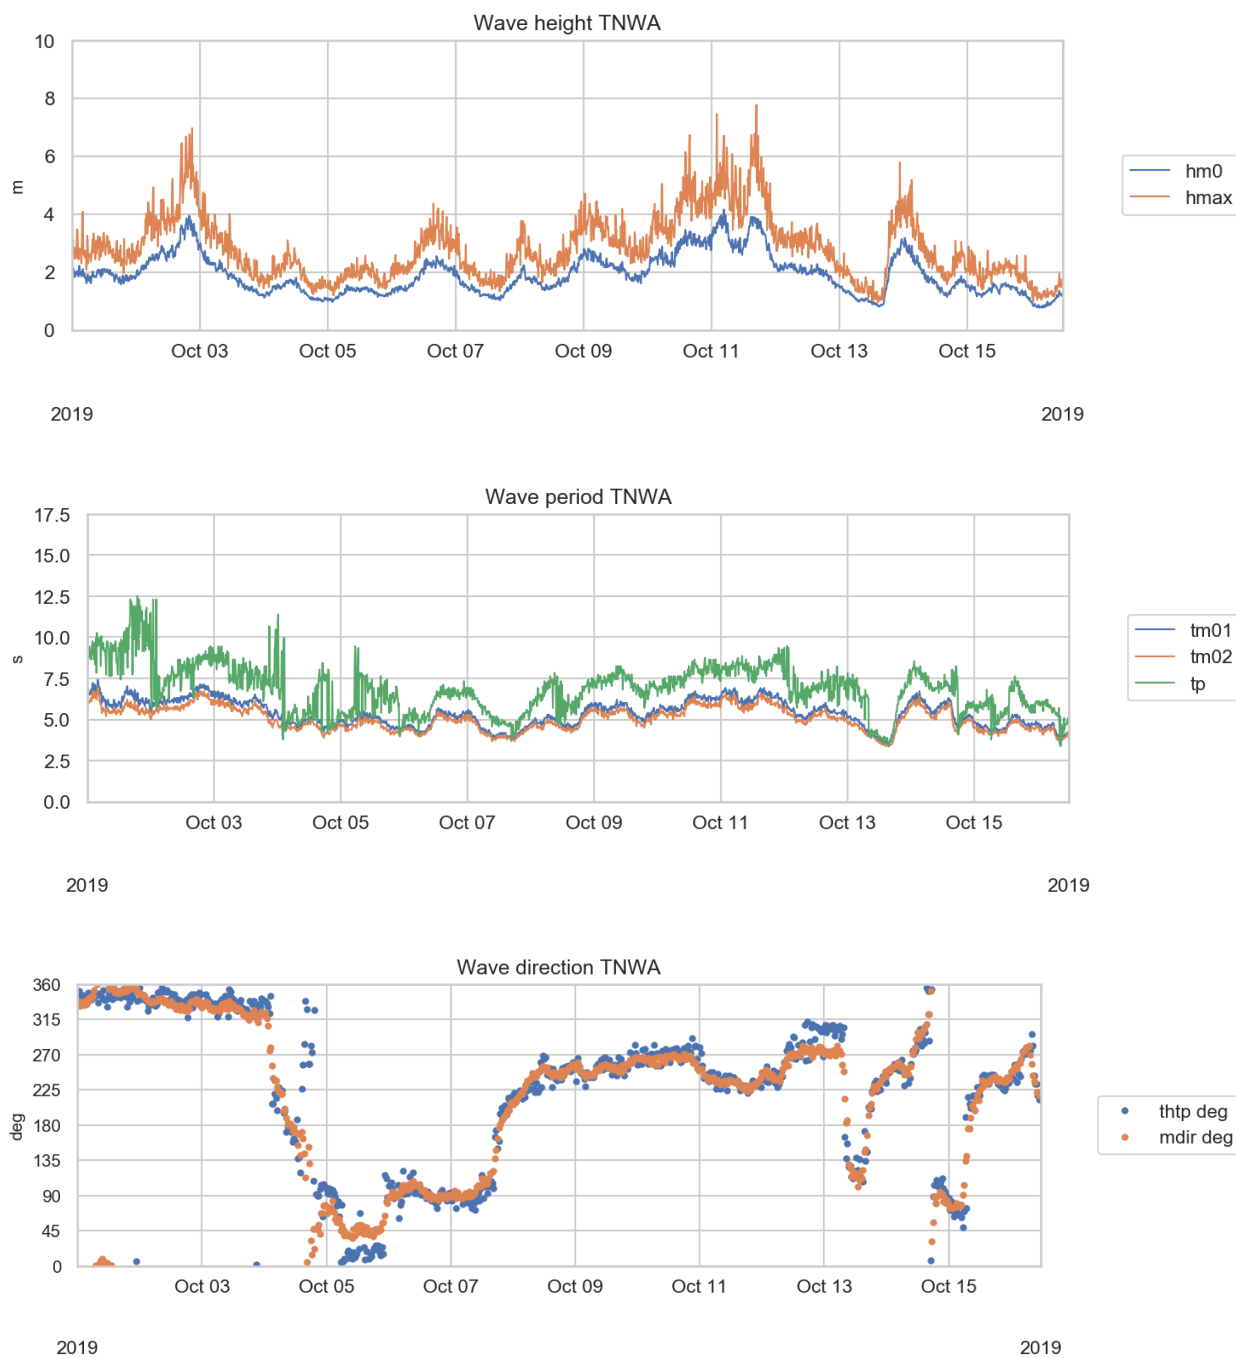 Wave height TNWA
10
8
6
4
2
0
m
hm0
hmax
Oct 03 Oct 05 Oct 07 Oct 09 Oct 11 Oct 13 Oct 15
2019 2019
Wave period TNWA
17.5
15.0
12.5
10.0
7.5
5.0
2.5
0.0
s
tm01
tm02
tp
Oct 03 Oct 05 Oct 07 Oct 09 Oct 11 Oct 13 Oct 15
2019 2019
Wave direction TNWA
360
315
270
225
180
135
90
45
0
deg
thtp deg
mdir deg
Oct 03 Oct 05 Oct 07 Oct 09 Oct 11 Oct 13 Oct 15
2019 2019